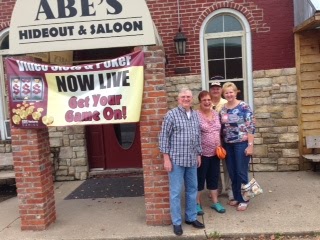 ABE'S
HIDEOUT & SALOON
VIDEO SLOTS & POKER
NOW LIVE
Get Your
GAME ON!